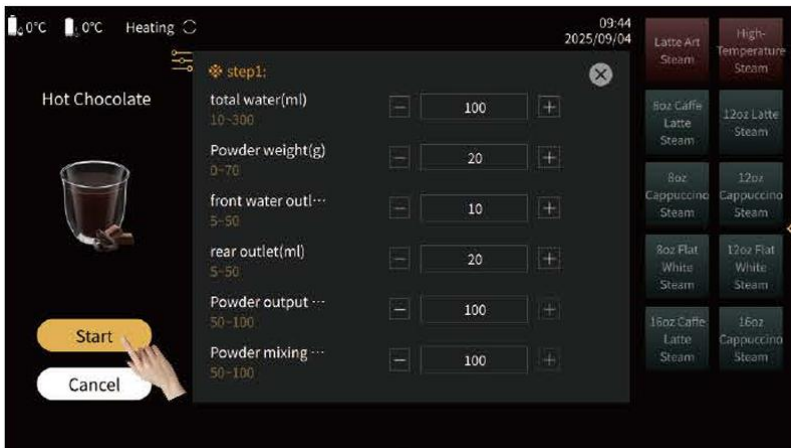 0°C
0°C
Heating
09:44
2025/09/04
Hot Chocolate
Start
Cancel
step1:
total water(ml)
10~300
100
Powder weight(g)
0~70
20
front water outl···
5~50
10
rear outlet(ml)
5~50
20
Powder output ···
50~100
100
Powder mixing ···
50~100
100
Latte Art
Steam
High-
Temperature
Steam
8oz Caffe
Latte
Steam
12oz Latte
Steam
8oz
Cappuccino
Steam
12oz
Cappuccino
Steam
8oz Flat
White
Steam
12oz Flat
White
Steam
16oz Caffe
Latte
Steam
16oz
Cappuccino
Steam